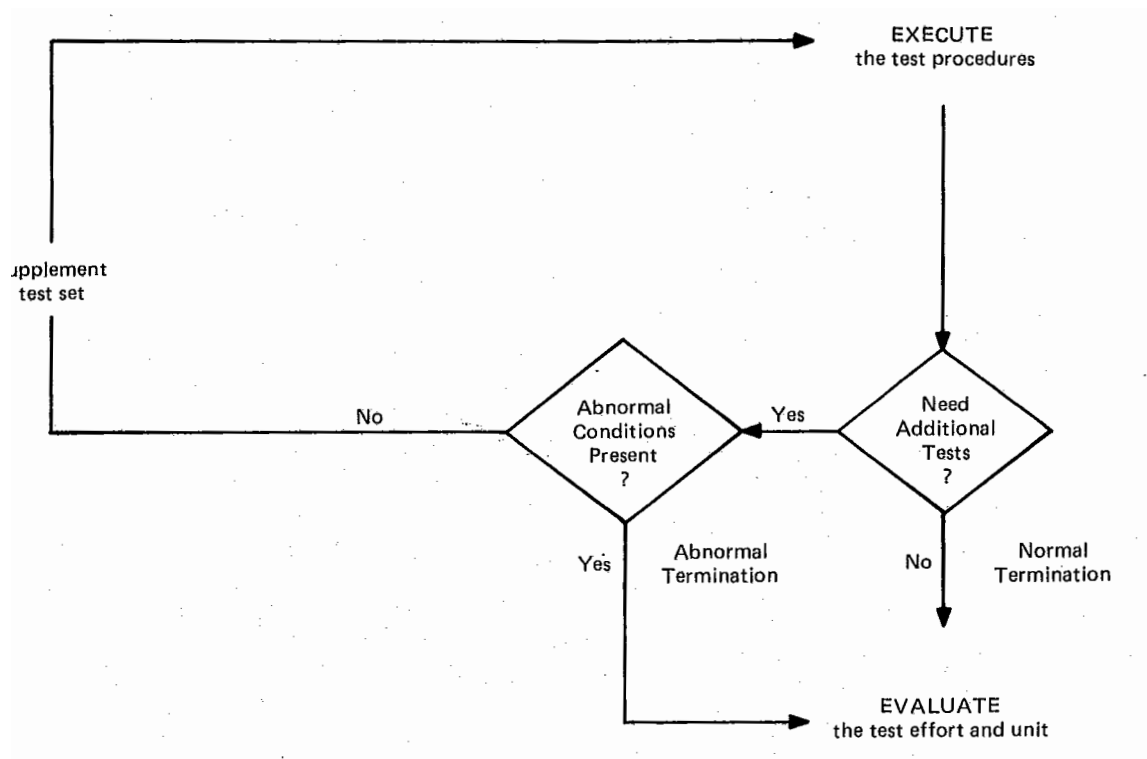 EXECUTE
the test procedures
upplement
test set
No
Abnormal
Conditions
Present
?
Yes
Need
Additional
Tests
?
Yes
Abnormal
Termination
No
Normal
Termination
EVALUATE
the test effort and unit